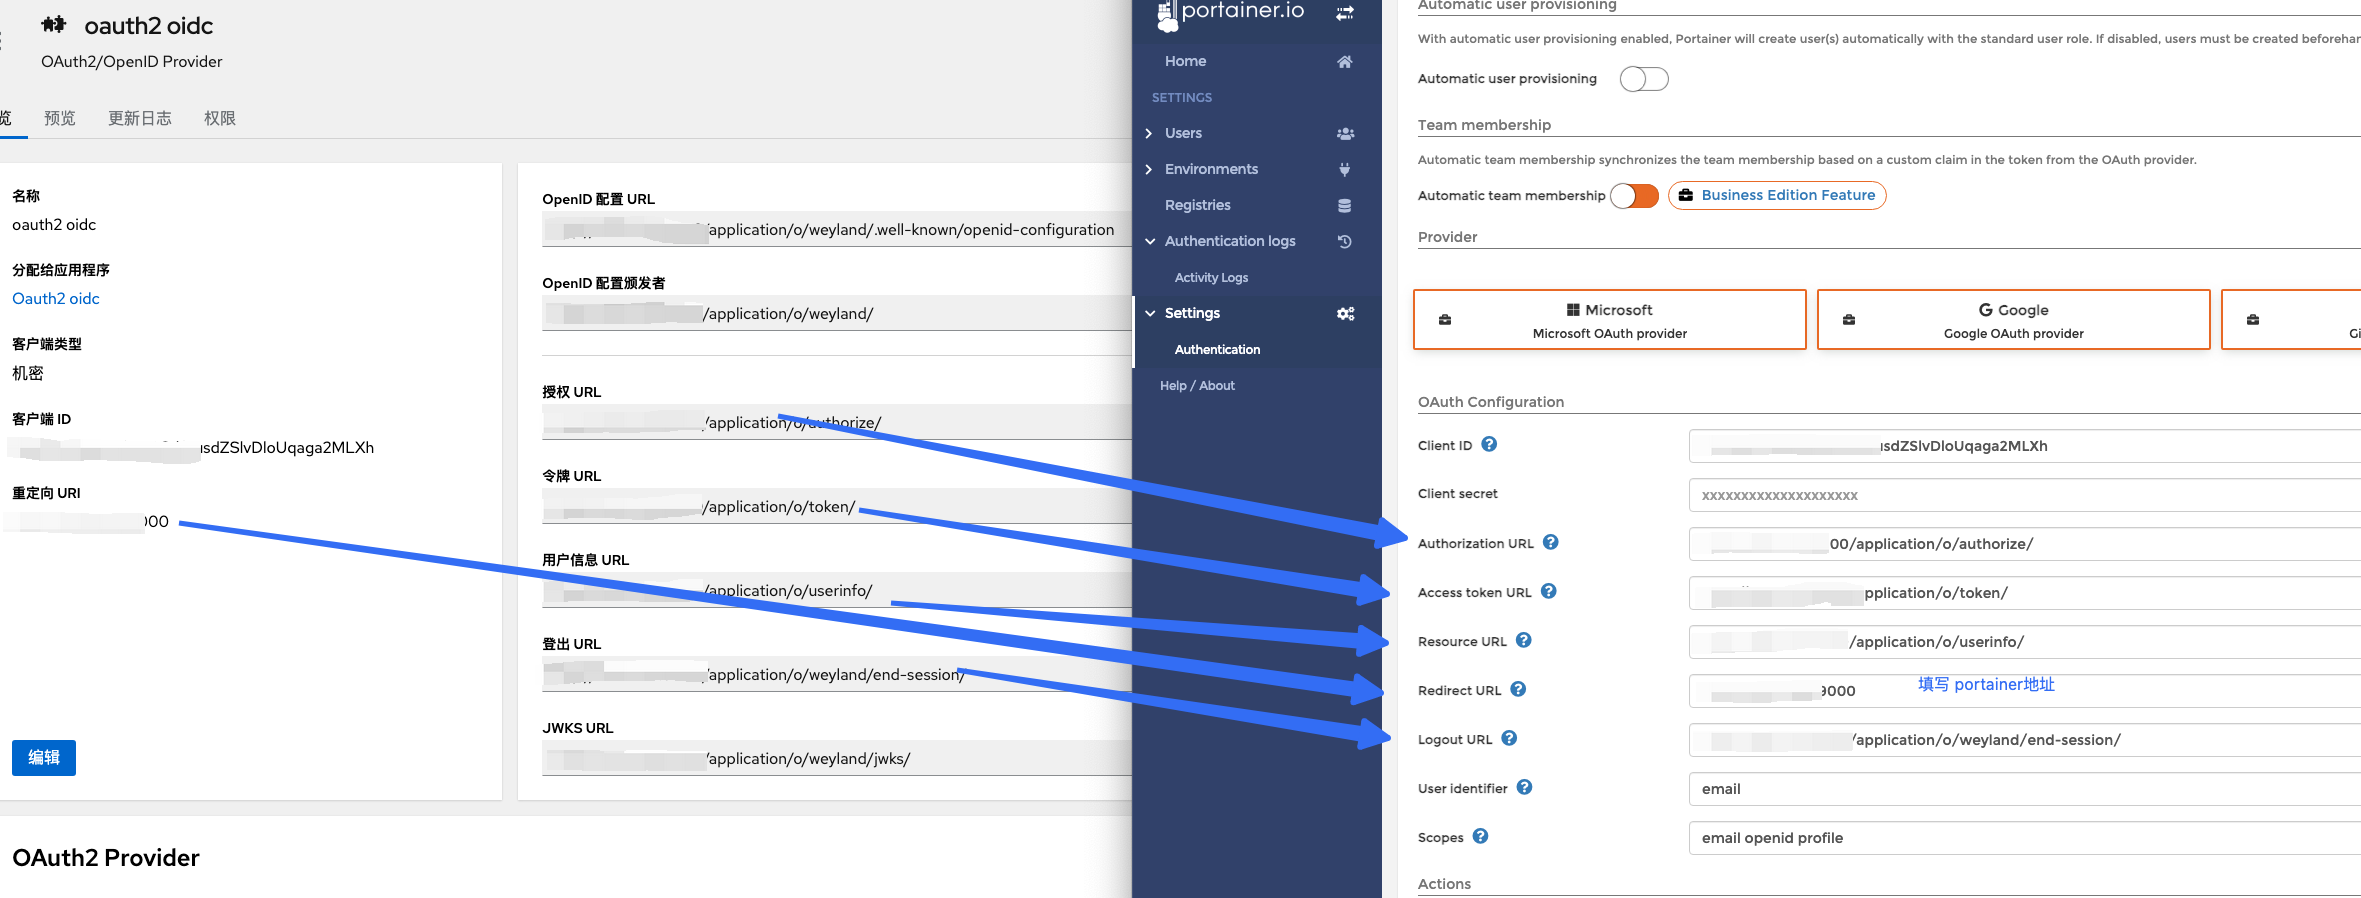 oauth2 oidc
OAuth2/OpenID Provider
览
预览
更新日志
权限
名称
oauth2 oidc
分配给应用程序
Oauth2 oidc
客户端类型
机密
客户端 ID
usdZSlvDloUqaga2MLXh
重定向 URI
000
编辑
OpenID 配置 URL
/application/o/weyland/.well-known/openid-configuration
OpenID 配置颁发者
/application/o/weyland/
授权 URL
/application/o/authorize/
令牌 URL
/application/o/token/
用户信息 URL
/application/o/userinfo/
登出 URL
/application/o/weyland/end-session/
JWKS URL
/application/o/weyland/jwks/
OAuth2 Provider
portainer.io
Home
SETTINGS
Users
Environments
Registries
Authentication logs
Activity Logs
Settings
Authentication
Help / About
Automatic user provisioning
With automatic user provisioning enabled, Portainer will create user(s) automatically with the standard user role. If disabled, users must be created beforehan
Automatic user provisioning
Team membership
Automatic team membership synchronizes the team membership based on a custom claim in the token from the OAuth provider.
Automatic team membership
Business Edition Feature
Provider
Microsoft
Microsoft OAuth provider
Google
Google OAuth provider
Gi
OAuth Configuration
Client ID
usdZSlvDloUqaga2MLXh
Client secret
xxxxxxxxxxxxxxxxxxxx
Authorization URL
00/application/o/authorize/
Access token URL
pplication/o/token/
Resource URL
/application/o/userinfo/
Redirect URL
9000
填写 portainer地址
Logout URL
/application/o/weyland/end-session/
User identifier
email
Scopes
email openid profile
Actions